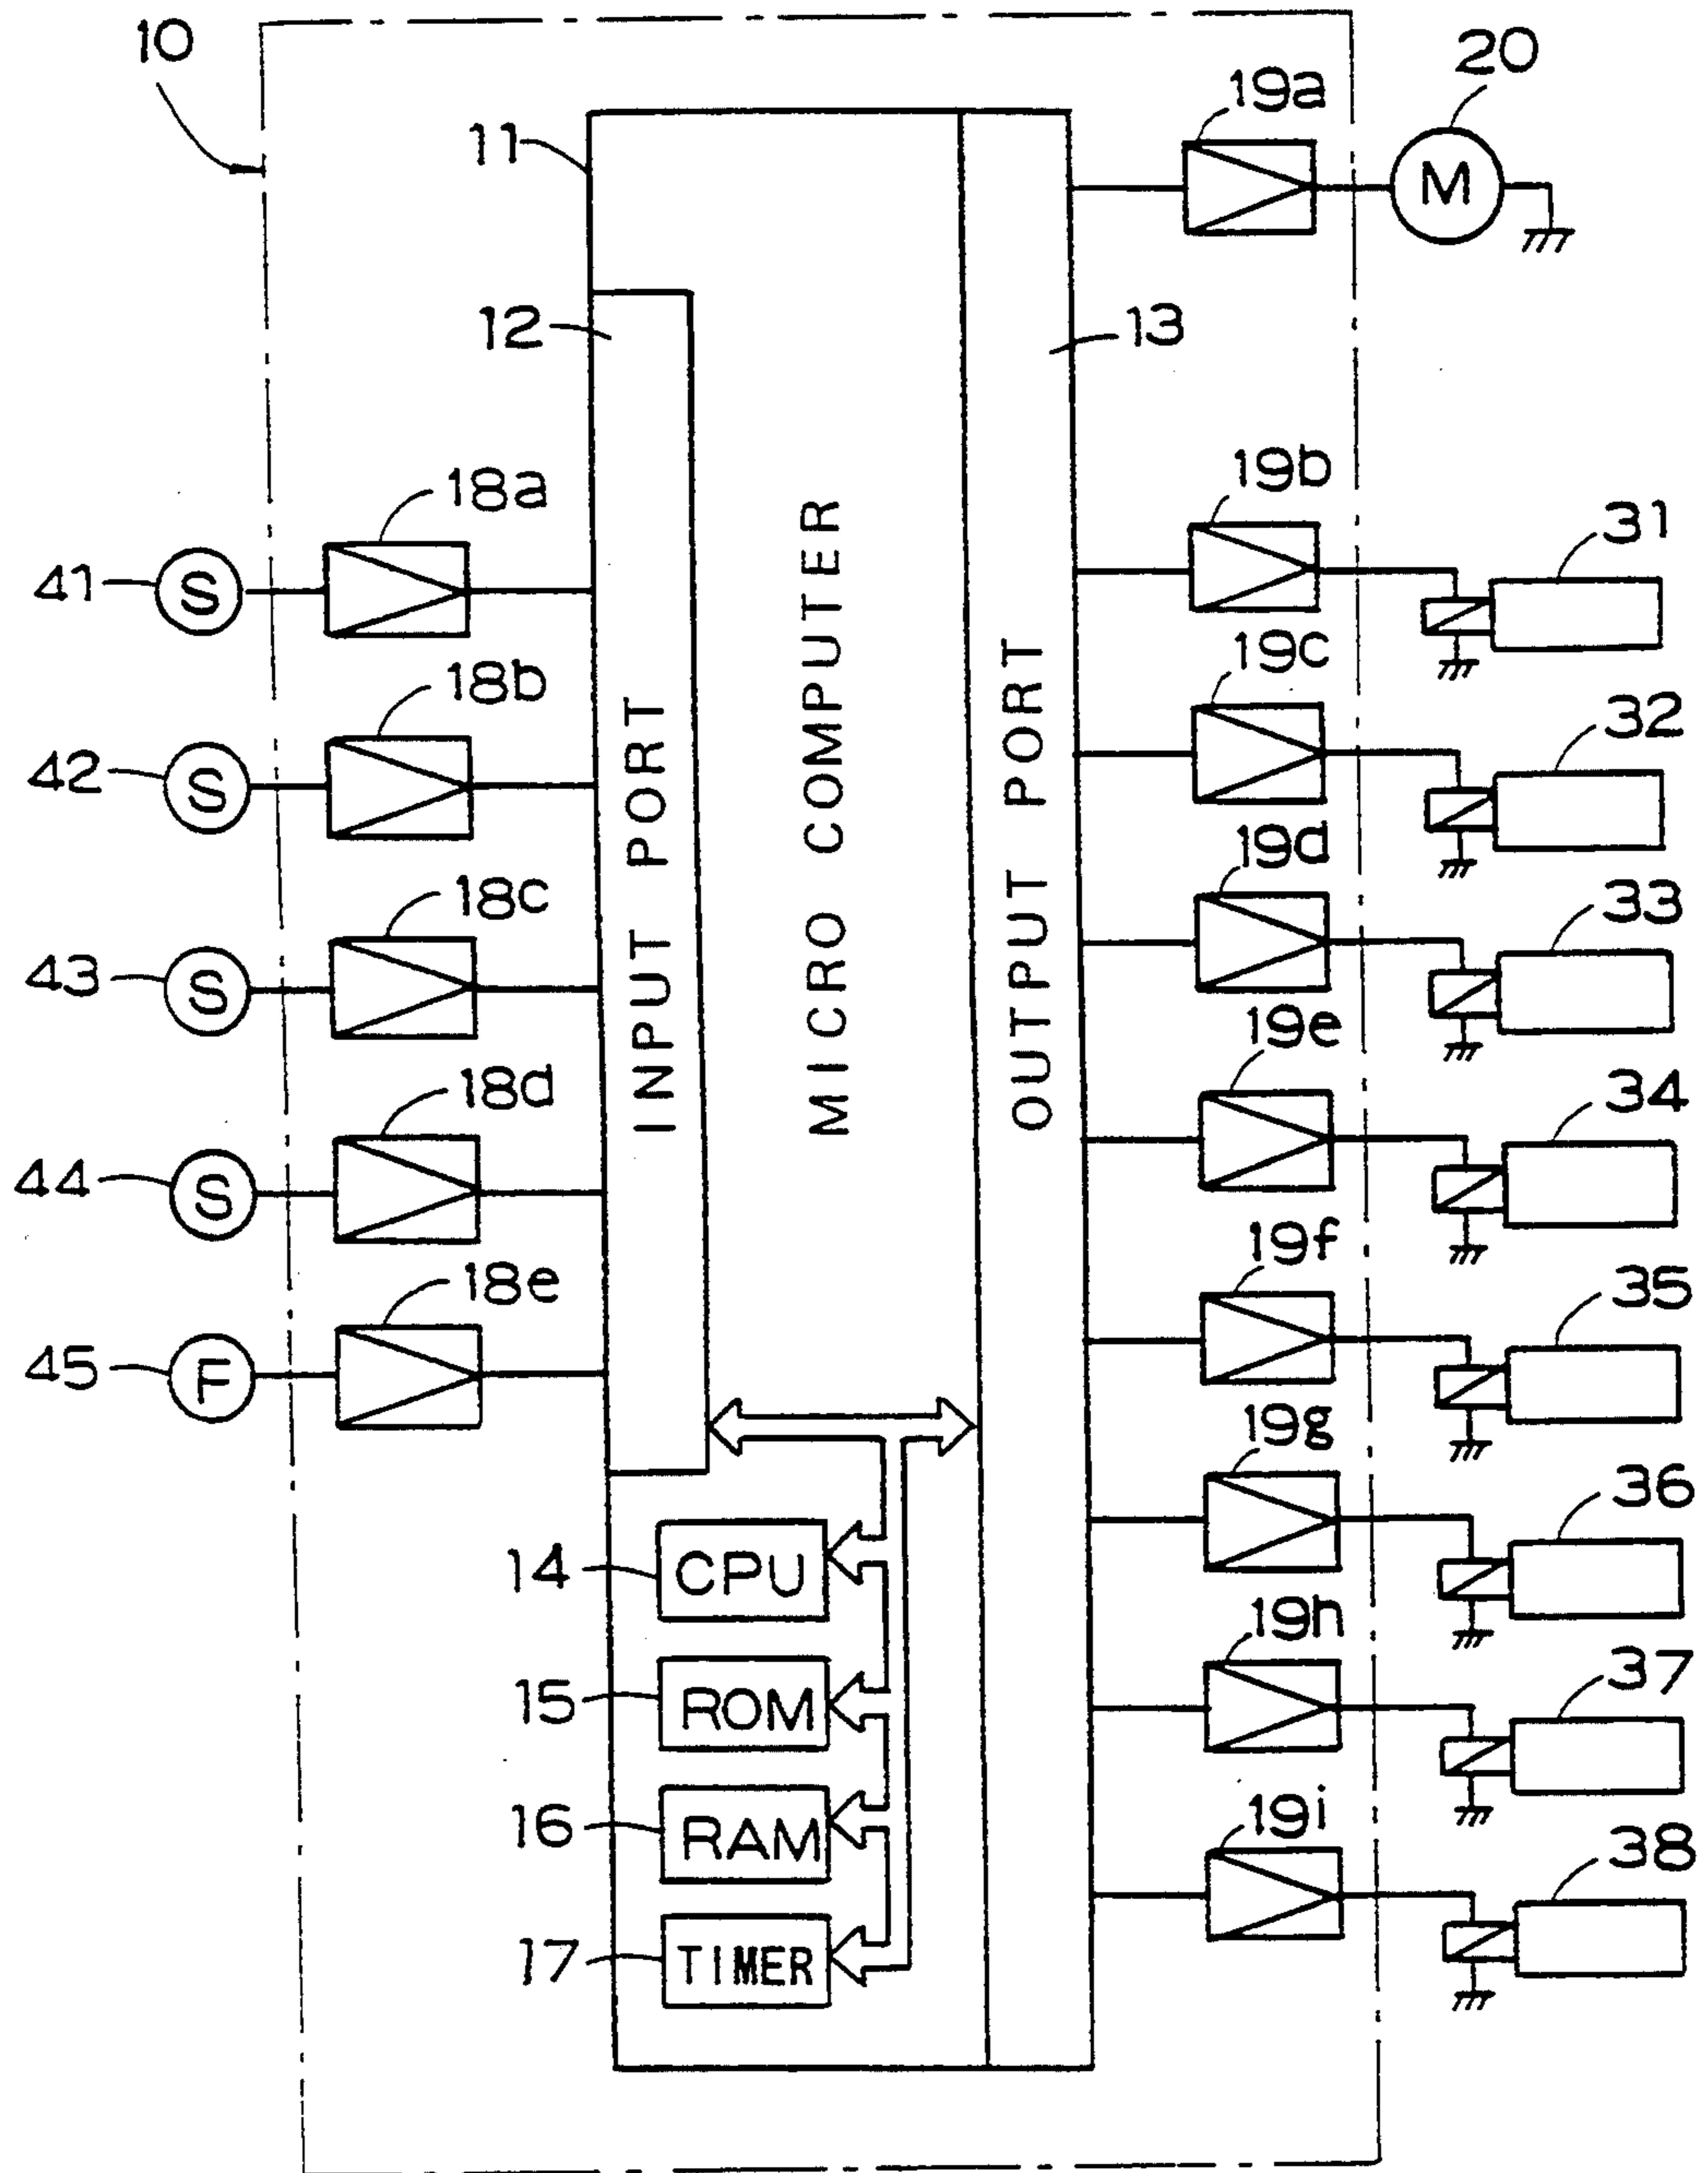 10
20
19a
M
11
12
13
18a
19b
31
41
S
18b
19c
32
42
S
18c
19d
33
43
S
18d
19e
34
44
S
18e
19f
35
45
F
INPUT PORT
MICRO COMPUTER
OUTPUT PORT
19g
36
14
CPU
19h
37
15
ROM
16
RAM
19i
38
17
TIMER